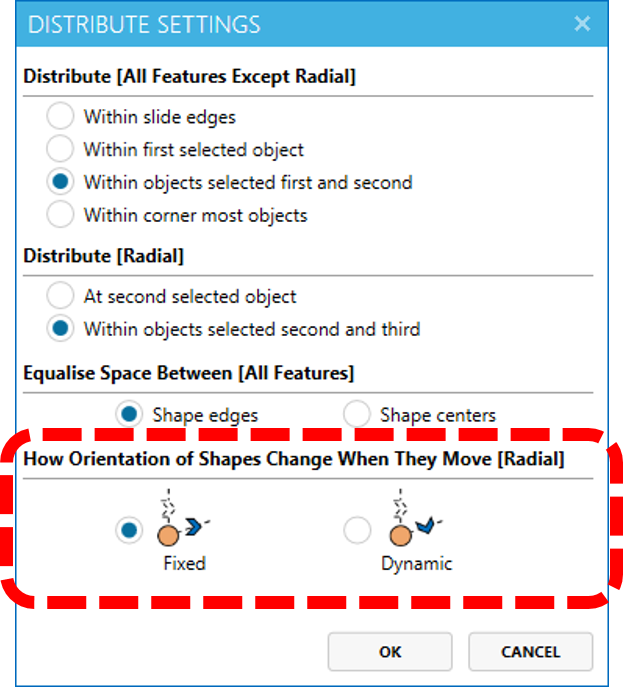 DISTRIBUTE SETTINGS
Distribute [All Features Except Radial]
Within slide edges
Within first selected object
Within objects selected first and second
Within corner most objects
Distribute [Radial]
At second selected object
Within objects selected second and third
Equalise Space Between [All Features]
Shape edges Shape centers
How Orientation of Shapes Change When They Move [Radial]
Fixed Dynamic
OK CANCEL